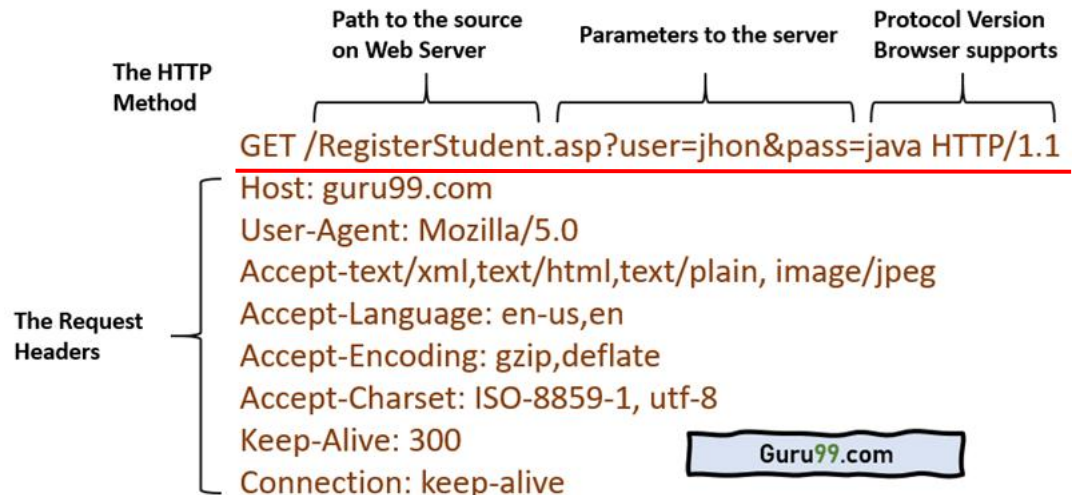 Path to the source
on Web Server
Parameters to the server
Protocol Version
Browser supports
The HTTP
Method
GET /RegisterStudent.asp?user=jhon&pass=java HTTP/1.1
The Request
Headers
Host: guru99.com
User-Agent: Mozilla/5.0
Accept-text/xml,text/html,text/plain, image/jpeg
Accept-Language: en-us,en
Accept-Encoding: gzip,deflate
Accept-Charset: ISO-8859-1, utf-8
Keep-Alive: 300
Connection: keep-alive
Guru99.com